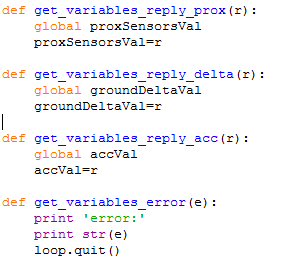 def get_variables_reply_prox(r):
    global proxSensorsVal
    proxSensorsVal=r
def get_variables_reply_delta(r):
    global groundDeltaVal
    groundDeltaVal=r
def get_variables_reply_acc(r):
    global accVal
    accVal=r
def get_variables_error(e):
    print 'error:'
    print str(e)
    loop.quit()